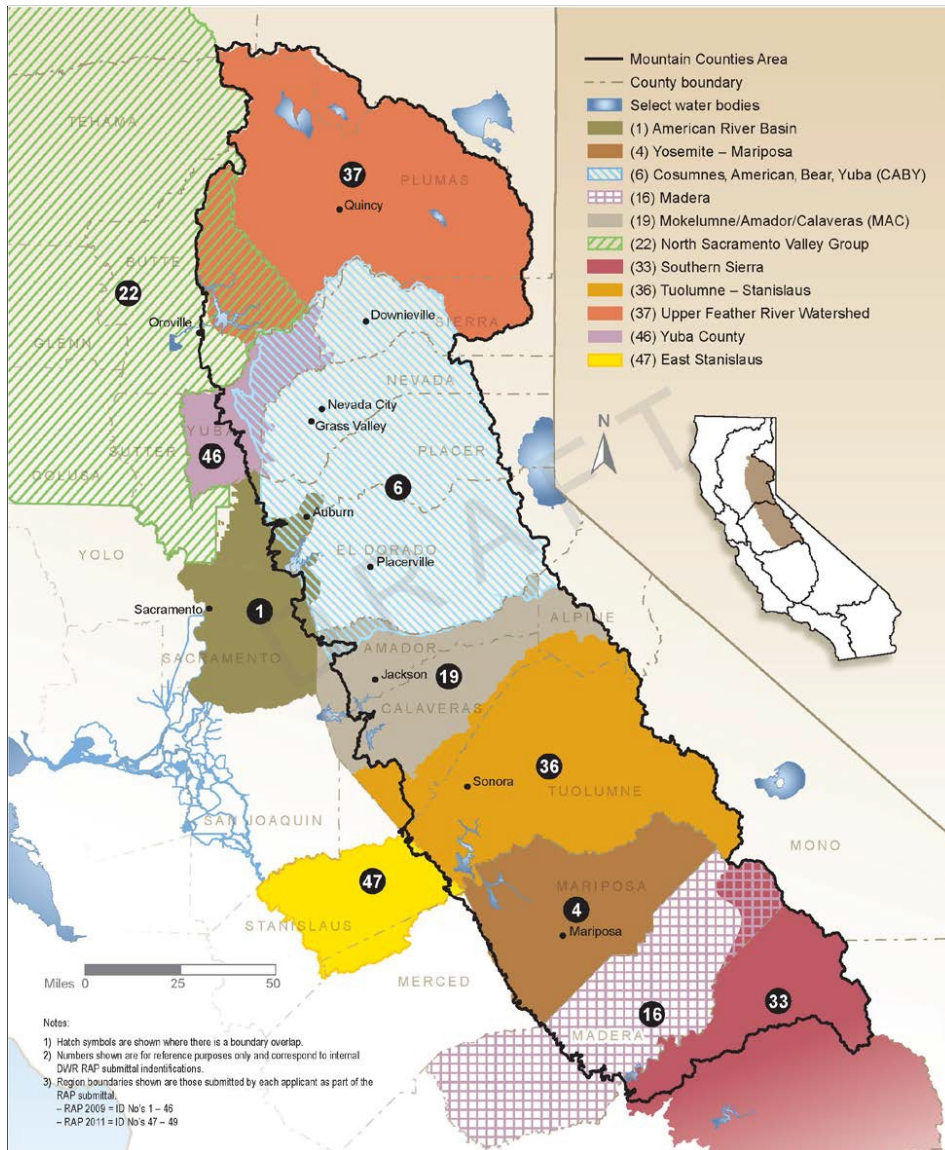 Mountain Counties Area
County boundary
Select water bodies
(1) American River Basin
(4) Yosemite – Mariposa
(6) Cosumnes, American, Bear, Yuba (CABY)
(16) Madera
(19) Mokelumne/Amador/Calaveras (MAC)
(22) North Sacramento Valley Group
(33) Southern Sierra
(36) Tuolumne – Stanislaus
(37) Upper Feather River Watershed
(46) Yuba County
(47) East Stanislaus
N
TEHAMA
37
PLUMAS
Quincy
BUTTE
22
Oroville
Downieville
SIERRA
GLENN
NEVADA
Nevada City
Grass Valley
YUBA
SUTTER
46
PLACER
COLUSA
6
Auburn
YOLO
EL DORADO
Placerville
Sacramento
1
ALPINE
SACRAMENTO
AMADOR
Jackson
19
CALAVERAS
36
Sonora
TUOLUMNE
SAN JOAQUIN
MONO
47
MARIPOSA
4
STANISLAUS
Mariposa
MERCED
33
16
MADERA
DRAFT
Miles 0 25 50
Notes:
1) Hatch symbols are shown where there is a boundary overlap.
2) Numbers shown are for reference purposes only and correspond to internal
DWR RAP submittal indentifications.
3) Region boundaries shown are those submitted by each applicant as part of the
RAP submittal.
– RAP 2009 = ID No's 1 – 46
– RAP 2011 = ID No's 47 – 49